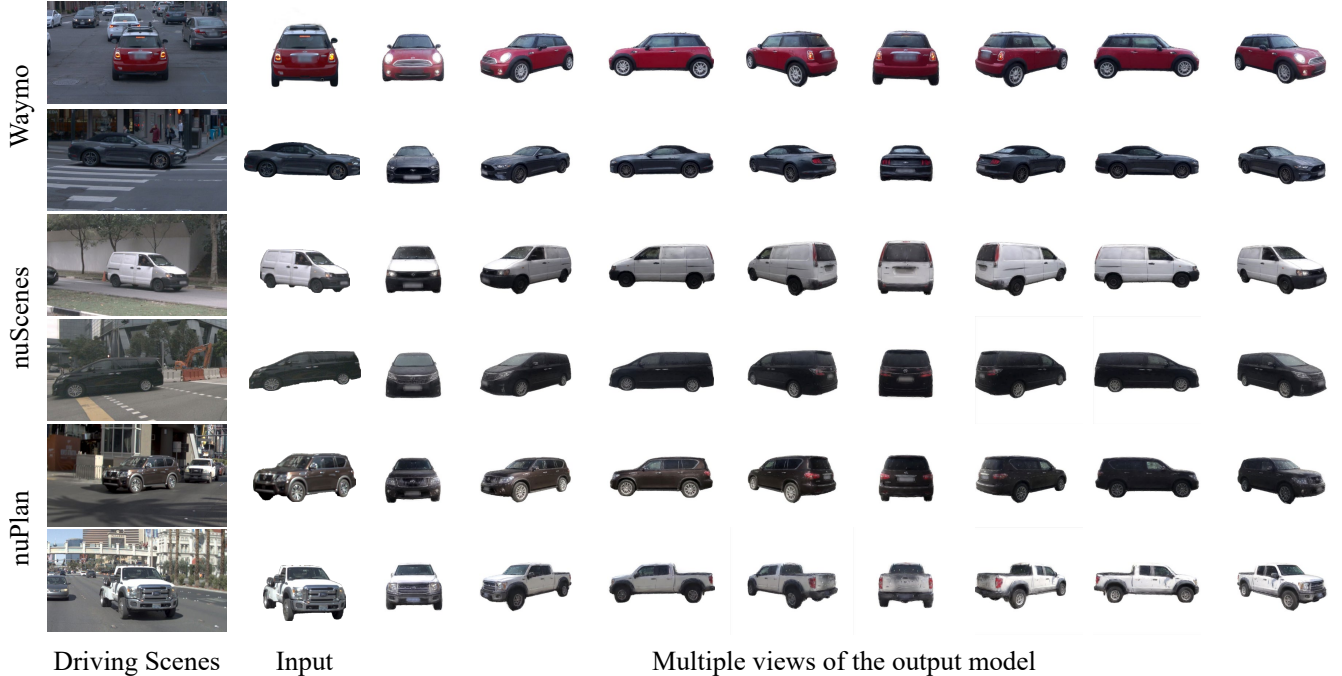 Waymo
nuScenes
nuPlan
Driving Scenes
Input
Multiple views of the output model